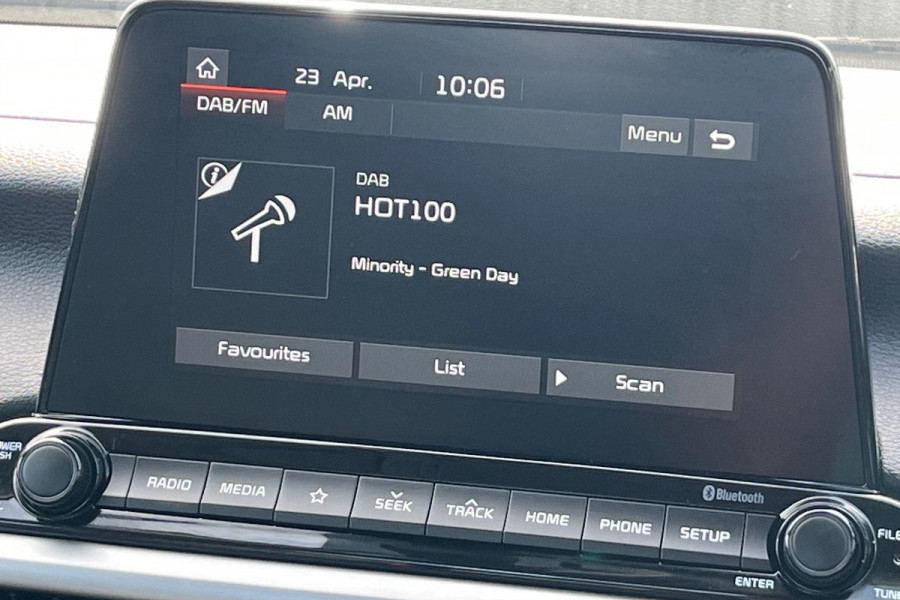 23 Apr. 10:06
DAB/FM AM
Menu
DAB
HOT100
Minority - Green Day
Favourites List Scan
Bluetooth
RADIO MEDIA SEEK TRACK HOME PHONE SETUP
ENTER